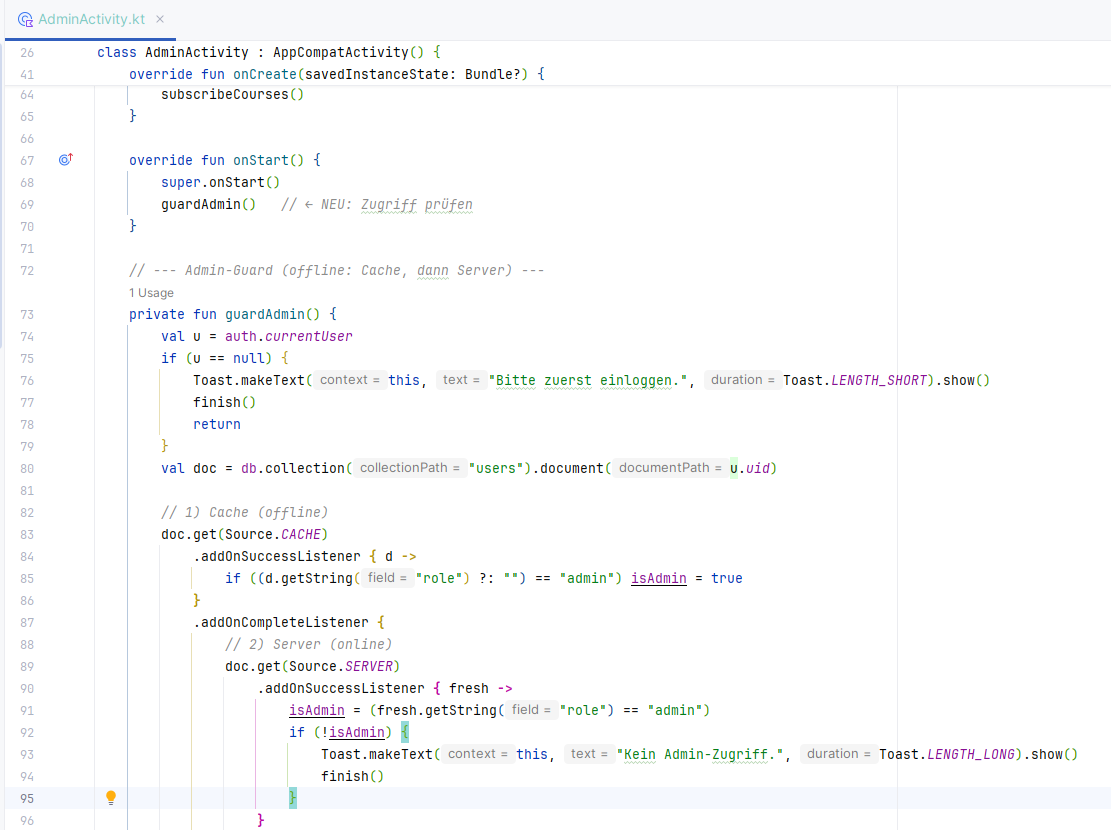 AdminActivity.kt ×
26 class AdminActivity : AppCompatActivity() {
41 override fun onCreate(savedInstanceState: Bundle?) {
64 subscribeCourses()
65 }
66
67 override fun onStart() {
68 super.onStart()
69 guardAdmin() // ← NEU: Zugriff prüfen
70 }
71
72 // --- Admin-Guard (offline: Cache, dann Server) ---
1 Usage
73 private fun guardAdmin() {
74 val u = auth.currentUser
75 if (u == null) {
76 Toast.makeText( context = this, text = "Bitte zuerst einloggen.", duration = Toast.LENGTH_SHORT).show()
77 finish()
78 return
79 }
80 val doc = db.collection( collectionPath = "users").document( documentPath = u.uid)
81
82 // 1) Cache (offline)
83 doc.get(Source.CACHE)
84 .addOnSuccessListener { d ->
85 if ((d.getString( field = "role") ?: "") == "admin") isAdmin = true
86 }
87 .addOnCompleteListener {
88 // 2) Server (online)
89 doc.get(Source.SERVER)
90 .addOnSuccessListener { fresh ->
91 isAdmin = (fresh.getString( field = "role") == "admin")
92 if (!isAdmin) {
93 Toast.makeText( context = this, text = "Kein Admin-Zugriff.", duration = Toast.LENGTH_LONG).show()
94 finish()
95 }
96 }